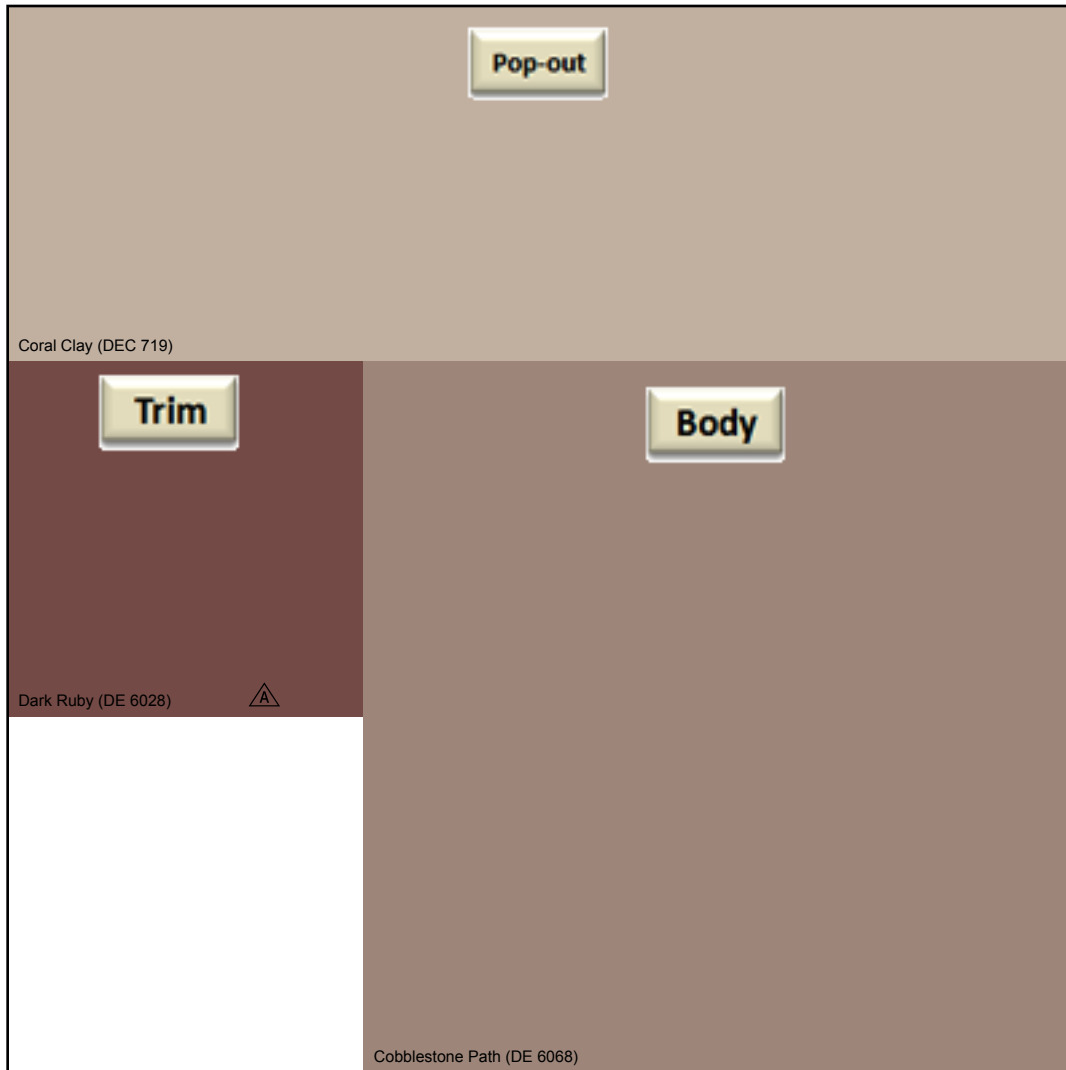 Pop-out
Coral Clay (DEC 719)
Trim
Body
Dark Ruby (DE 6028)
A
Cobblestone Path (DE 6068)